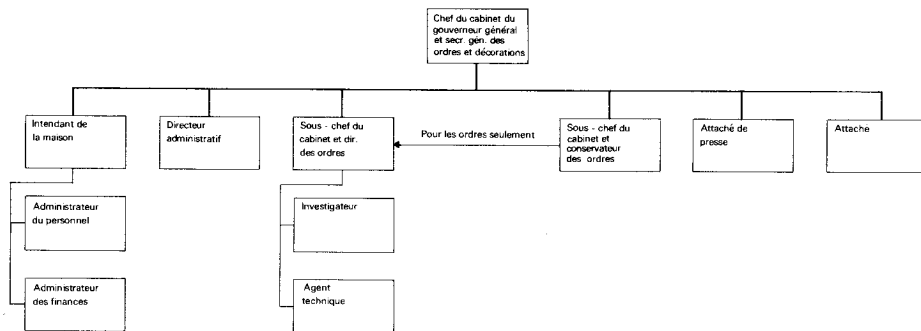 Chef du cabinet du
gouverneur général
et secr. gén. des
ordres et décorations
Intendant de
la maison
Directeur
administratif
Sous - chef du
cabinet et dir.
des ordres
Pour les ordres seulement
Sous - chef du
cabinet et
conservateur
des ordres
Attaché de
presse
Attache
Administrateur
du personnel
Investigateur
Administrateur
des finances
Agent
technique